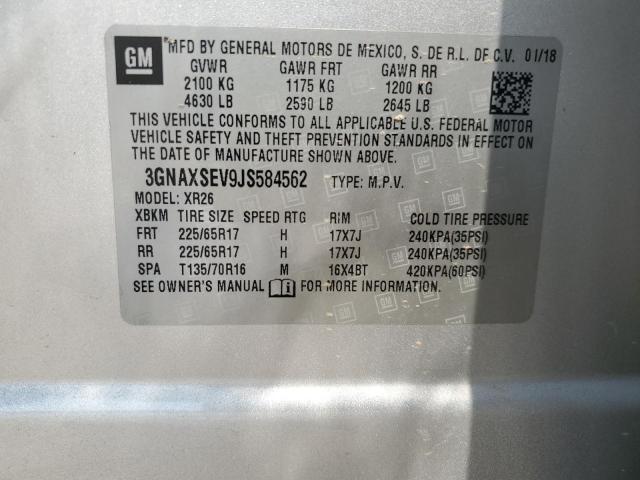 GM MFD BY GENERAL MOTORS DE MEXICO, S. DE R.L. DE C.V. 01/18
GVWR GAWR FRT GAWR RR
2100 KG 1175 KG 1200 KG
4630 LB 2590 LB 2645 LB
THIS VEHICLE CONFORMS TO ALL APPLICABLE U.S. FEDERAL MOTOR
VEHICLE SAFETY AND THEFT PREVENTION STANDARDS IN EFFECT ON
THE DATE OF MANUFACTURE SHOWN ABOVE.
3GNAXSEV9JS584562 TYPE: M.P.V.
MODEL: XR26
XBKM TIRE SIZE SPEED RTG RIM COLD TIRE PRESSURE
FRT 225/65R17 H 17X7J 240KPA(35PSI)
RR 225/65R17 H 17X7J 240KPA(35PSI)
SPA T135/70R16 M 16X4BT 420KPA(60PSI)
SEE OWNER'S MANUAL FOR MORE INFORMATION.